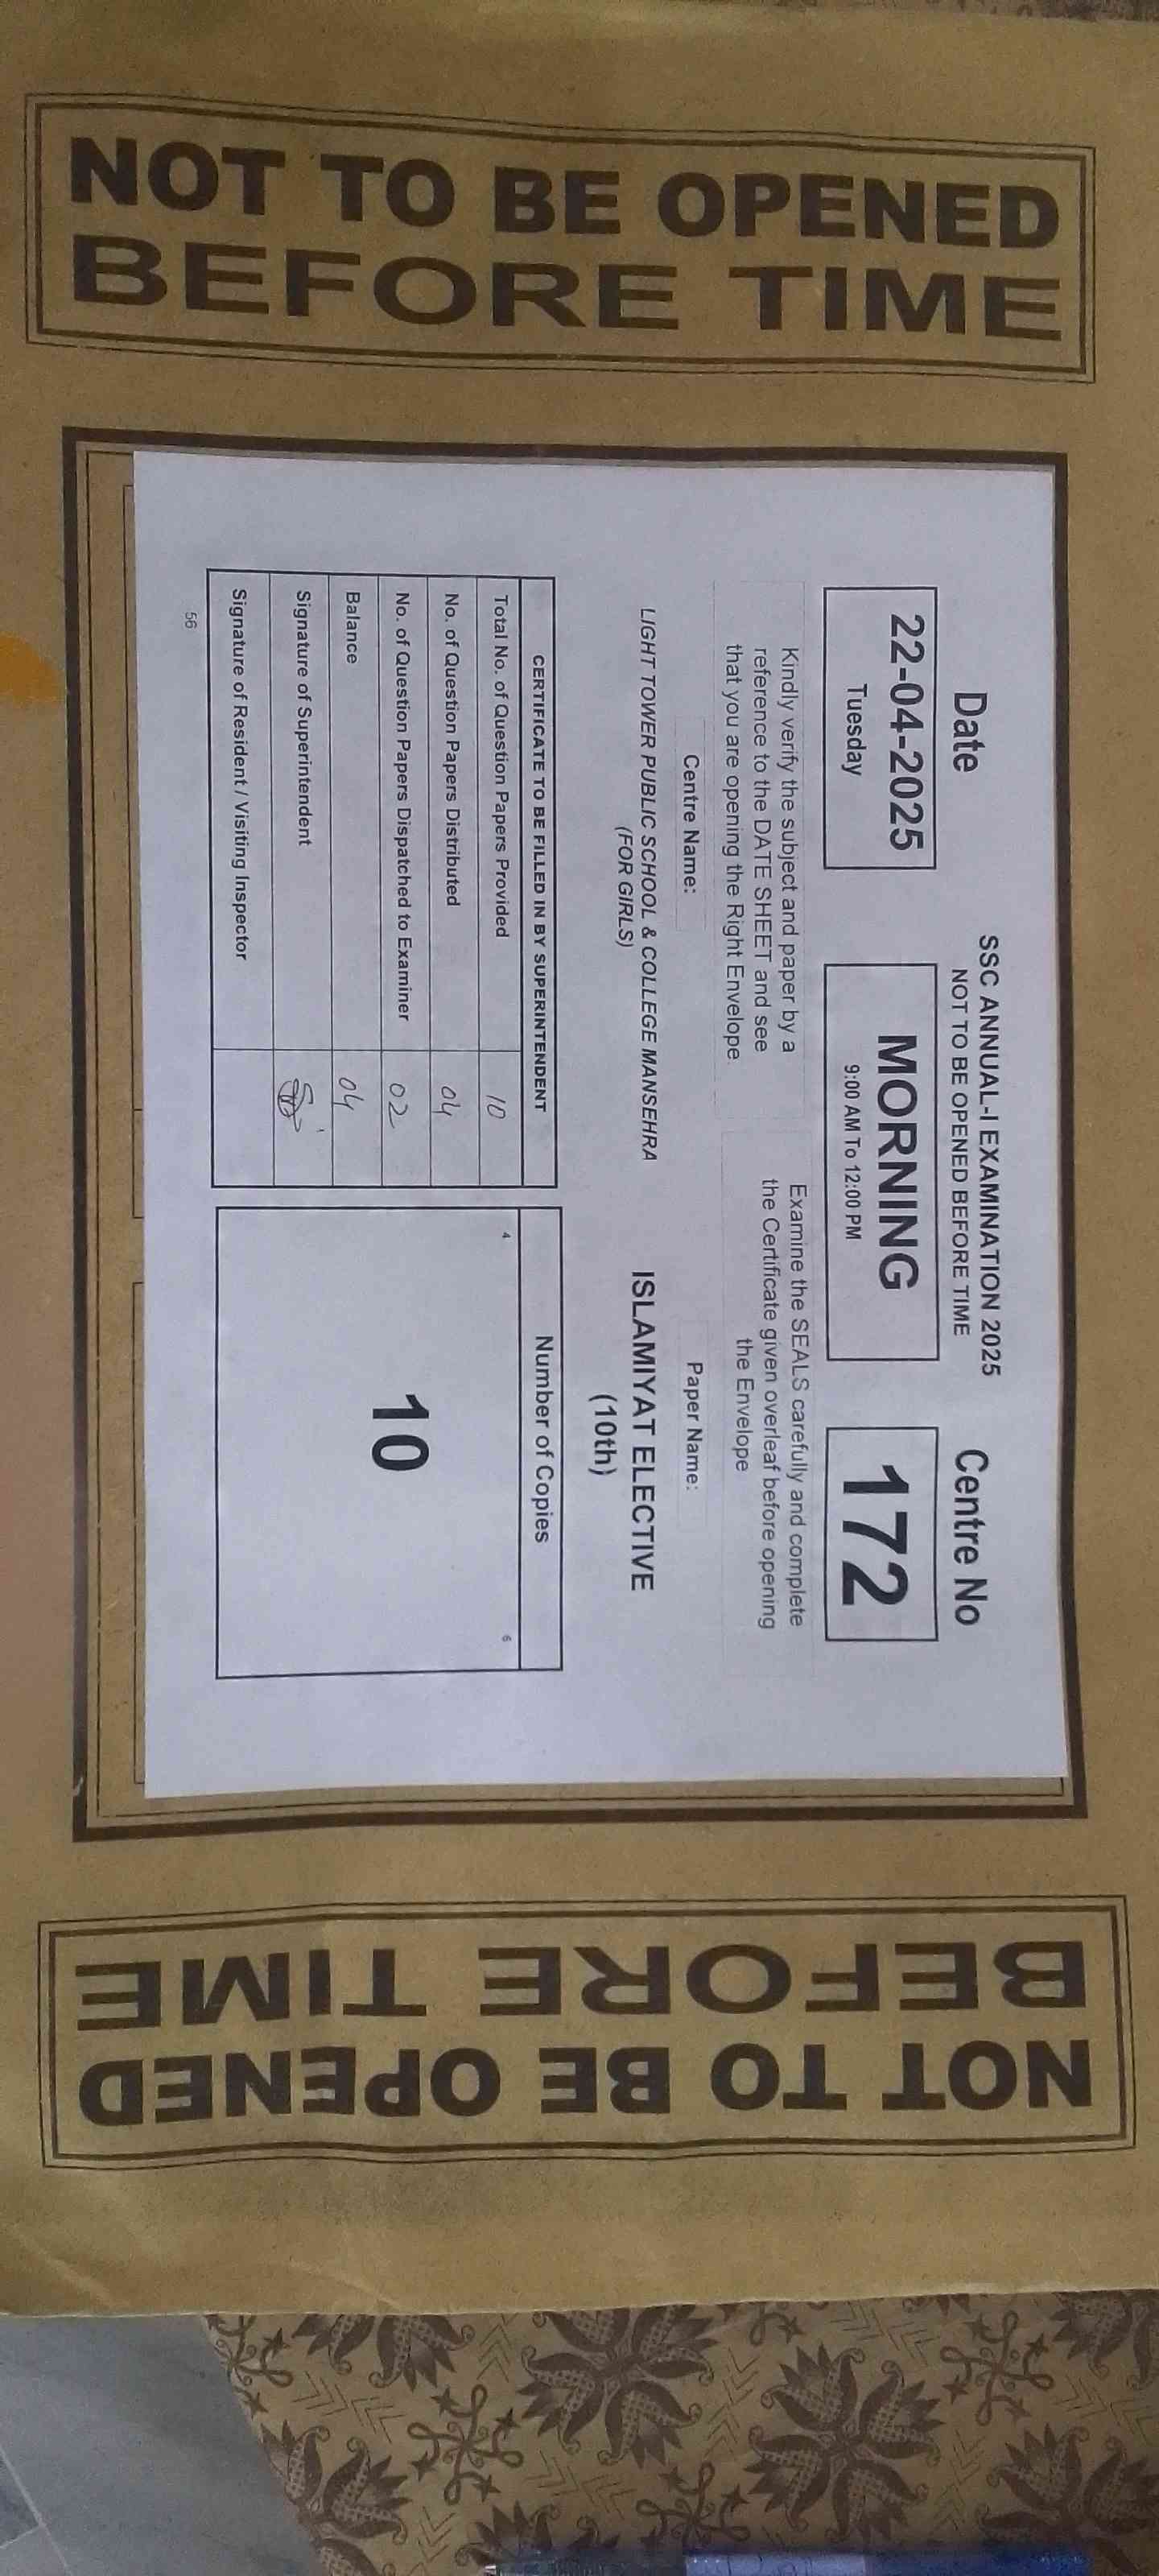 NOT TO BE OPENED
BEFORE TIME
SSC ANNUAL-I EXAMINATION 2025
NOT TO BE OPENED BEFORE TIME
Date
22-04-2025
Tuesday
MORNING
9:00 AM To 12:00 PM
Centre No
172
Kindly verify the subject and paper by a
reference to the DATE SHEET and see
that you are opening the Right Envelope.
Examine the SEALS carefully and complete
the Certificate given overleaf before opening
the Envelope
Centre Name:
LIGHT TOWER PUBLIC SCHOOL & COLLEGE MANSEHRA
(FOR GIRLS)
Paper Name:
ISLAMIYAT ELECTIVE
(10th)
CERTIFICATE TO BE FILLED IN BY SUPERINTENDENT
Total No. of Question Papers Provided 10
No. of Question Papers Distributed 04
No. of Question Papers Dispatched to Examiner 02
Balance 04
Signature of Superintendent
Signature of Resident / Visiting Inspector
Number of Copies
4 6
10
56
NOT TO BE OPENED
BEFORE TIME